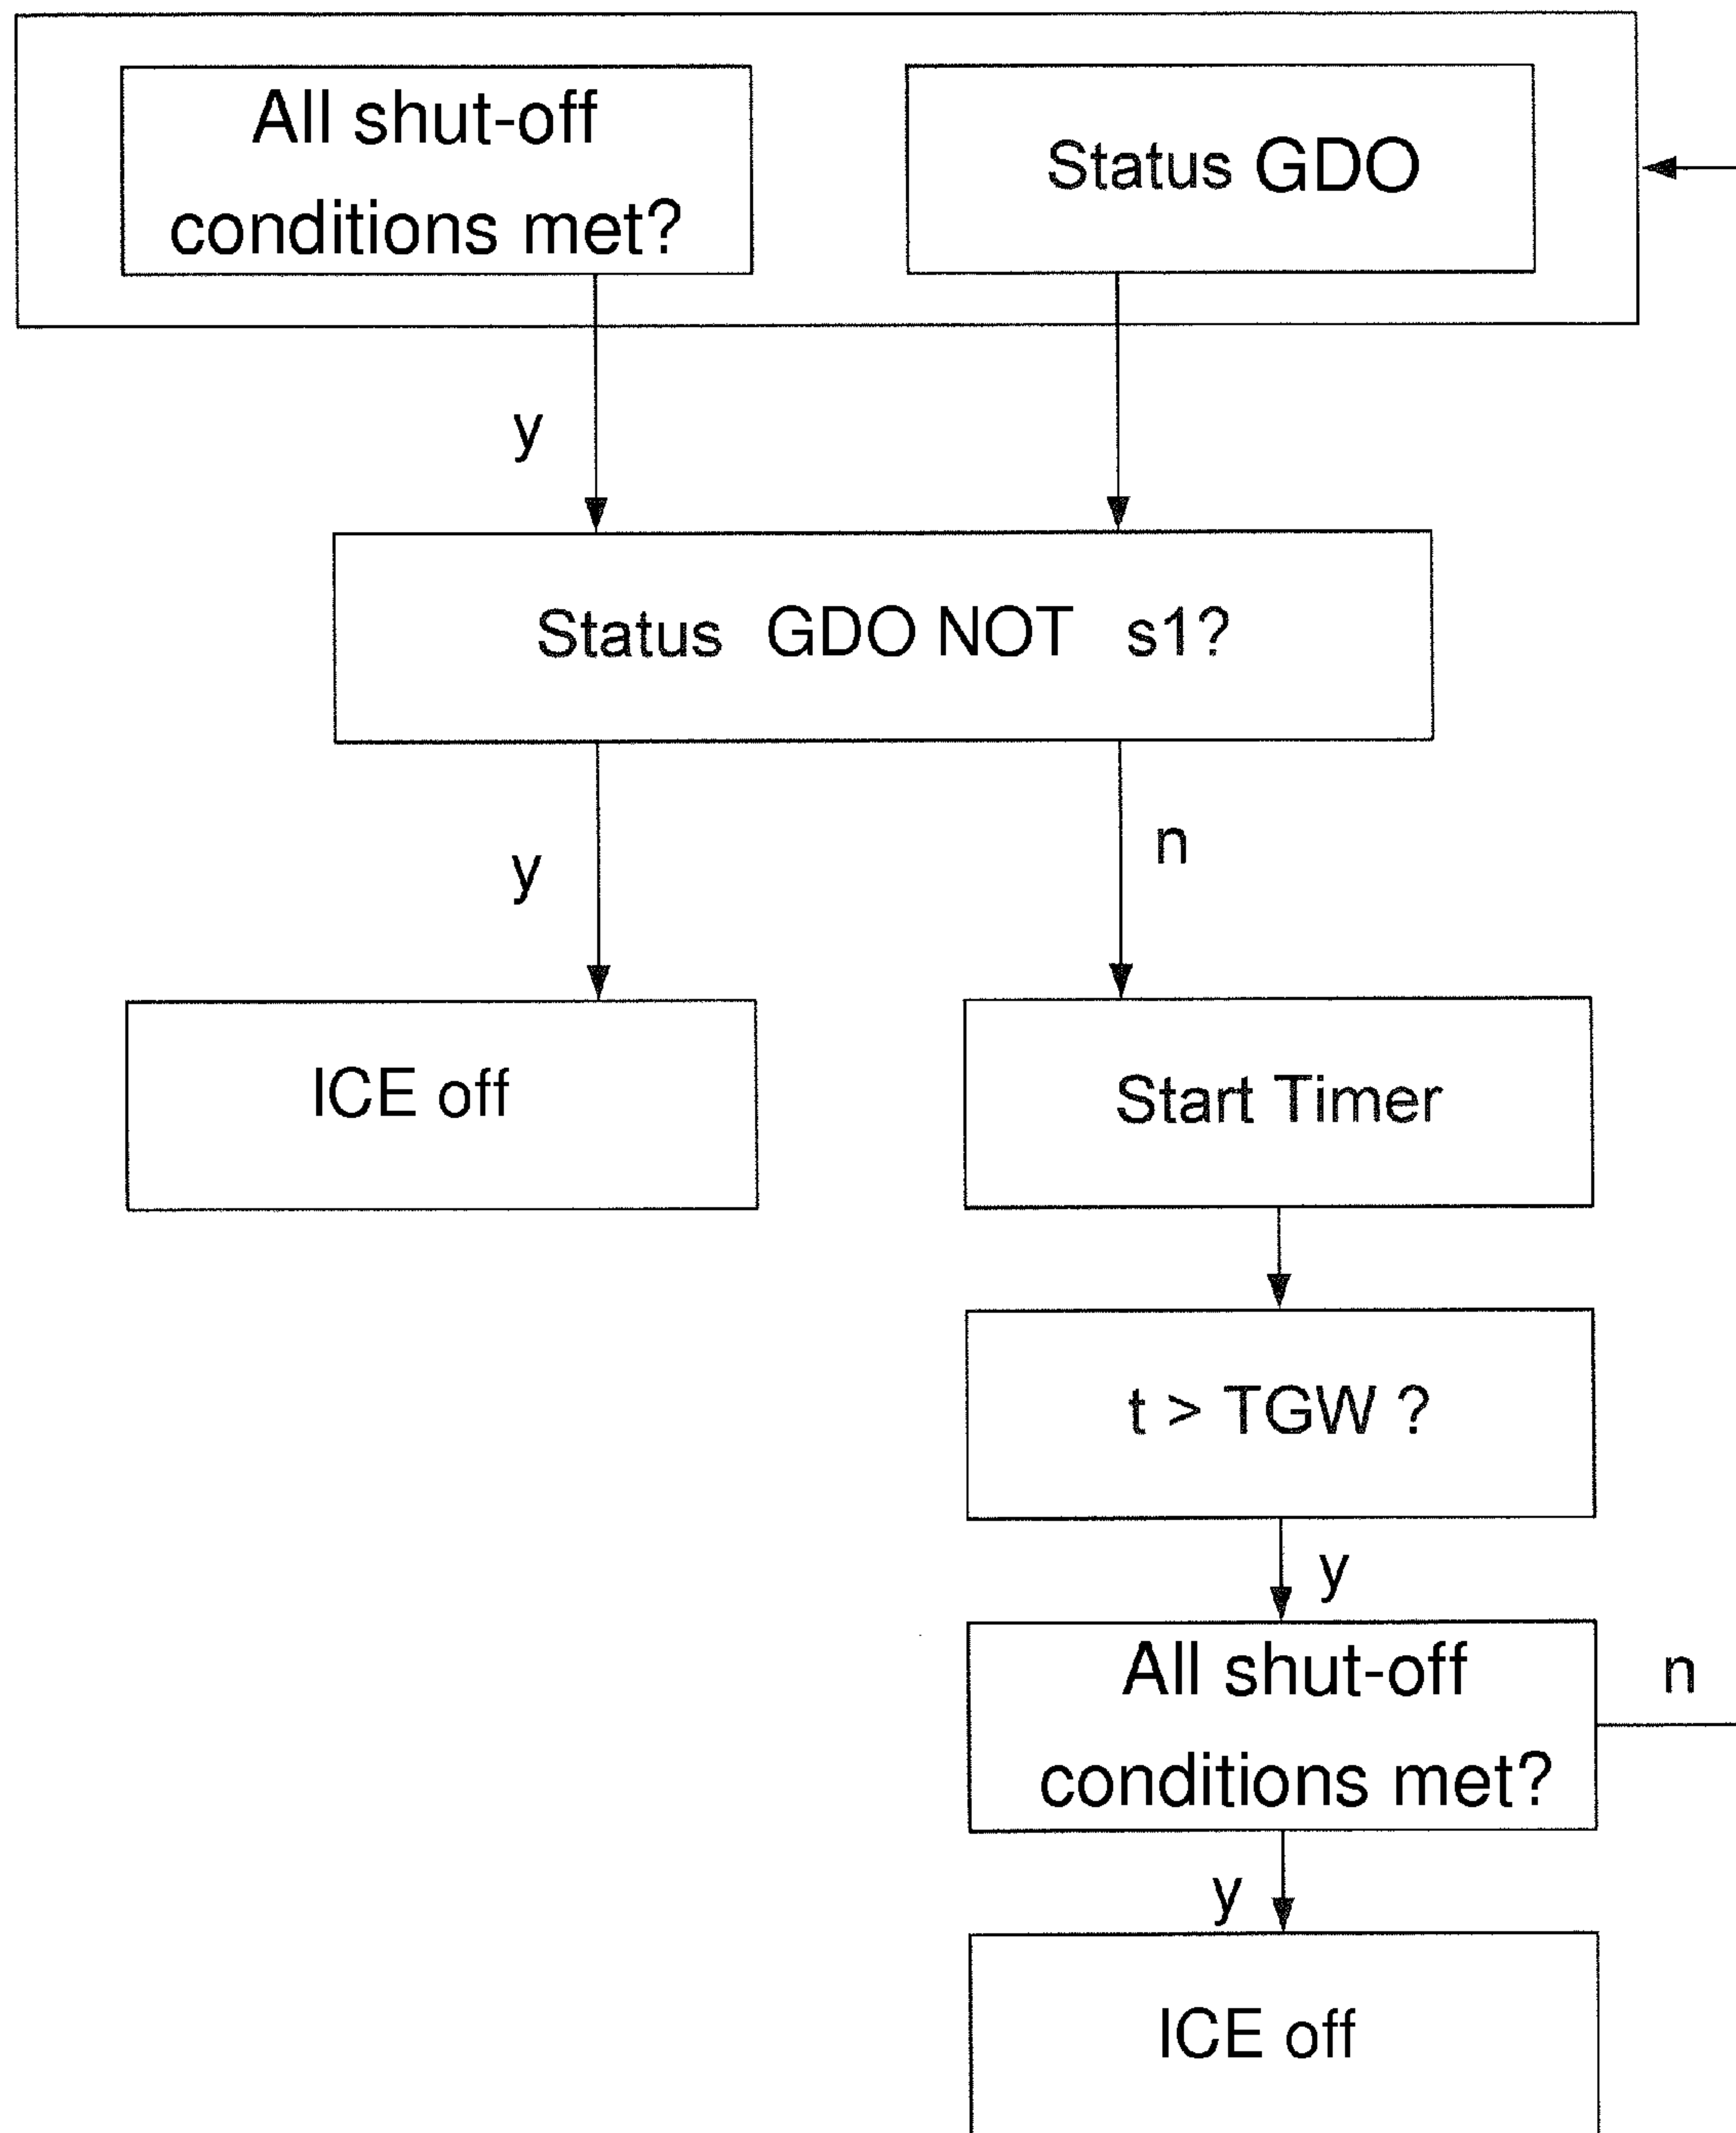 All shut-off
conditions met?
Status GDO
y
Status GDO NOT s1?
y
n
ICE off
Start Timer
t > TGW ?
y
All shut-off
conditions met?
n
y
ICE off